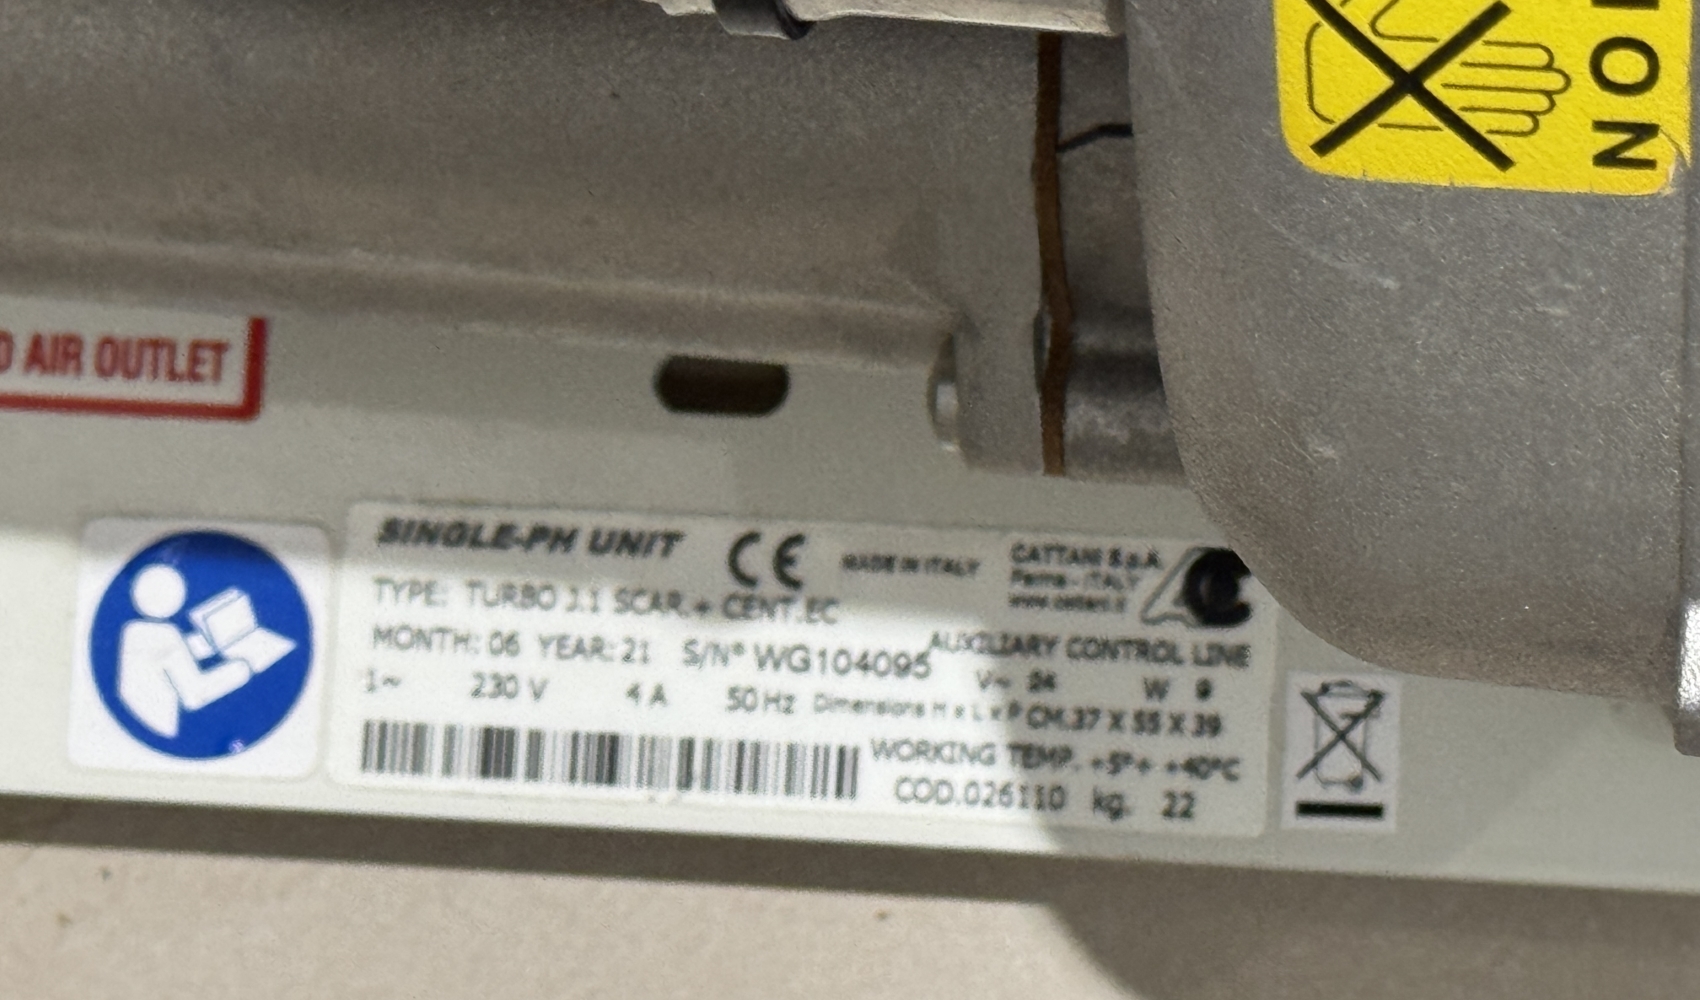 NO
D AIR OUTLET
SINGLE-PH UNIT CE MADE IN ITALY
CATTANI S.p.A.
Parma - ITALY
www.cattani.it
TYPE: TURBO SCAR.+ CENT.EC
MONTH: 06 YEAR: 21 S/N° WG104095
AUXILIARY CONTROL LINE
V~ 24 W 9
1~ 230 V 4 A 50 Hz Dimensions H x L x P CM.37 X 55 X 39
WORKING TEMP. +5°÷ +40°C
COD.026110 kg. 22